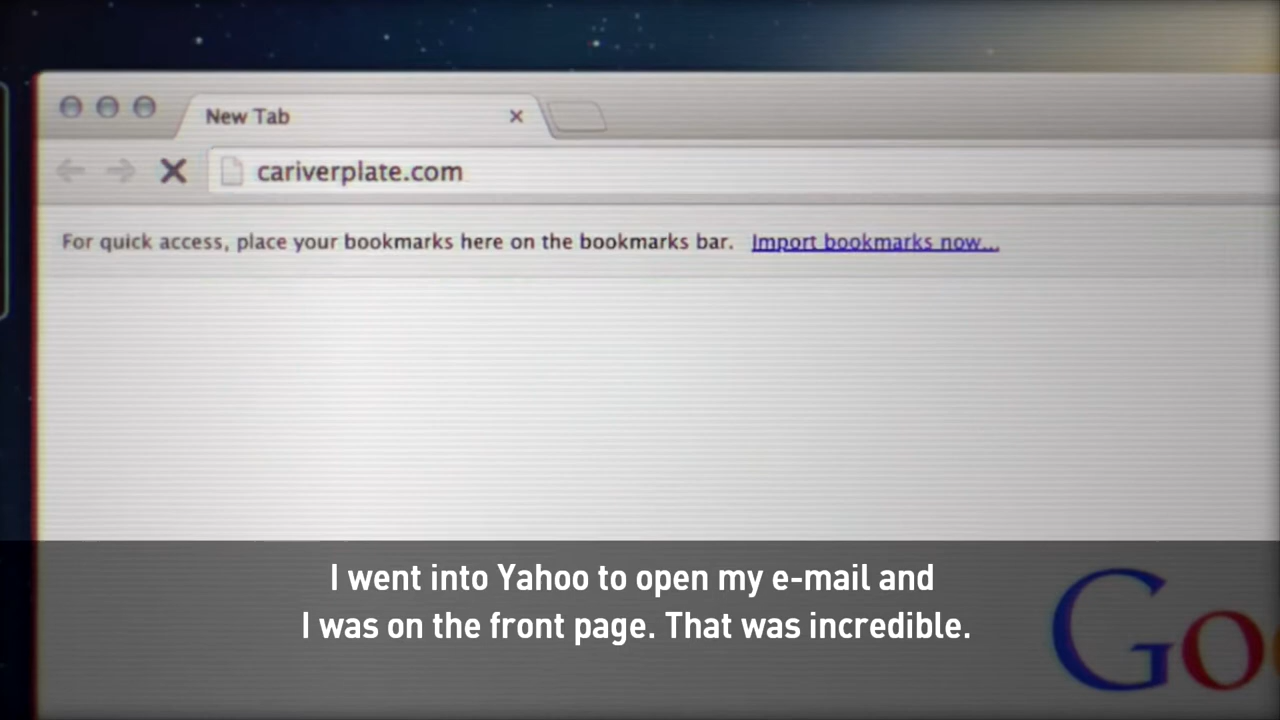 New Tab
cariverplate.com
For quick access, place your bookmarks here on the bookmarks bar. Import bookmarks now...
I went into Yahoo to open my e-mail and
I was on the front page. That was incredible.
Go